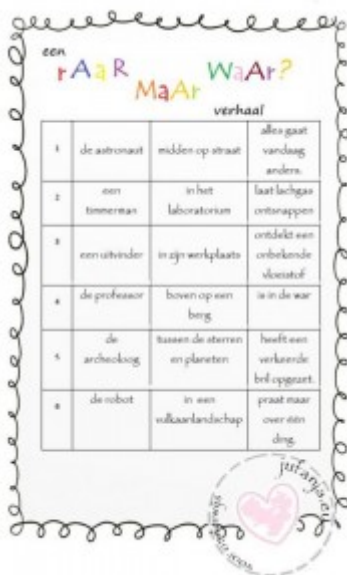 een
rAaR WaAr?
MaAr
verhaal
1 de astronaut midden op straat alles gaat vandaag anders.
2 een timmerman in het laboratorium laat lachgas ontsnappen
3 een uitvinder in zijn werkplaats ontdekt een onbekende vloeistof
4 de professor boven op een berg is in de war
5 de archeoloog tussen de sterren en planeten heeft een verkeerde bril opgezet.
6 de robot in een vulkaanlandschap praat maar over één ding.
jufanja.eu